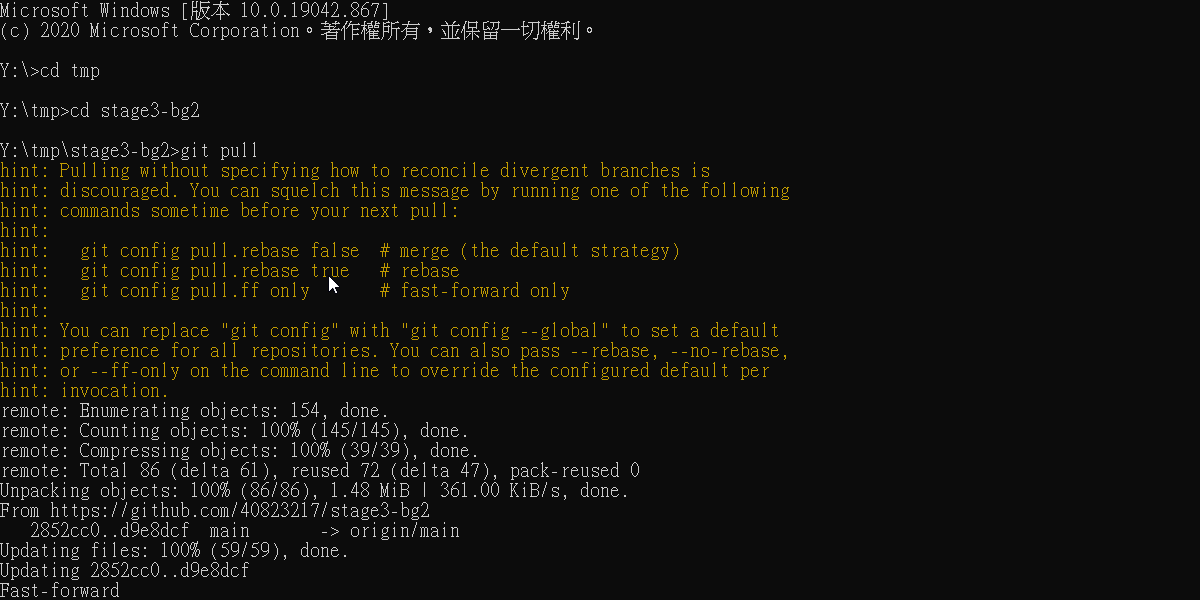 Microsoft Windows [版本 10.0.19042.867]
(c) 2020 Microsoft Corporation。著作權所有，並保留一切權利。
Y:\>cd tmp
Y:\tmp>cd stage3-bg2
Y:\tmp\stage3-bg2>git pull
hint: Pulling without specifying how to reconcile divergent branches is
hint: discouraged. You can squelch this message by running one of the following
hint: commands sometime before your next pull:
hint:
hint:   git config pull.rebase false  # merge (the default strategy)
hint:   git config pull.rebase true   # rebase
hint:   git config pull.ff only       # fast-forward only
hint:
hint: You can replace "git config" with "git config --global" to set a default
hint: preference for all repositories. You can also pass --rebase, --no-rebase,
hint: or --ff-only on the command line to override the configured default per
hint: invocation.
remote: Enumerating objects: 154, done.
remote: Counting objects: 100% (145/145), done.
remote: Compressing objects: 100% (39/39), done.
remote: Total 86 (delta 61), reused 72 (delta 47), pack-reused 0
Unpacking objects: 100% (86/86), 1.48 MiB | 361.00 KiB/s, done.
From https://github.com/40823217/stage3-bg2
   2852cc0..d9e8dcf  main       -> origin/main
Updating files: 100% (59/59), done.
Updating 2852cc0..d9e8dcf
Fast-forward